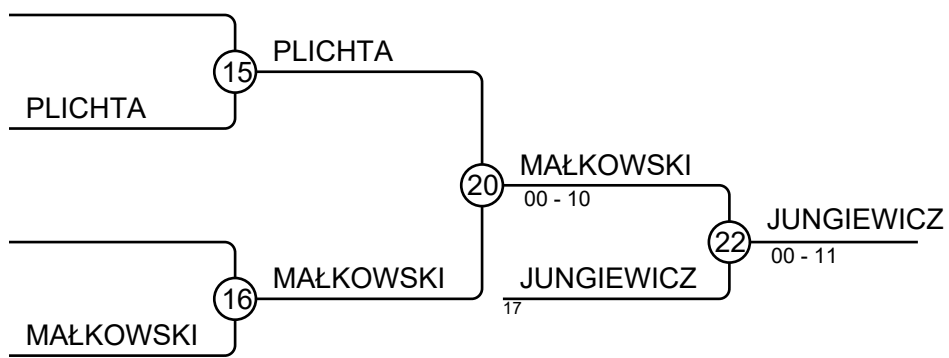 PLICHTA
15
PLICHTA
MAŁKOWSKI
20
00 - 10
JUNGIEWICZ
22
00 - 11
MAŁKOWSKI
JUNGIEWICZ
16
17
MAŁKOWSKI